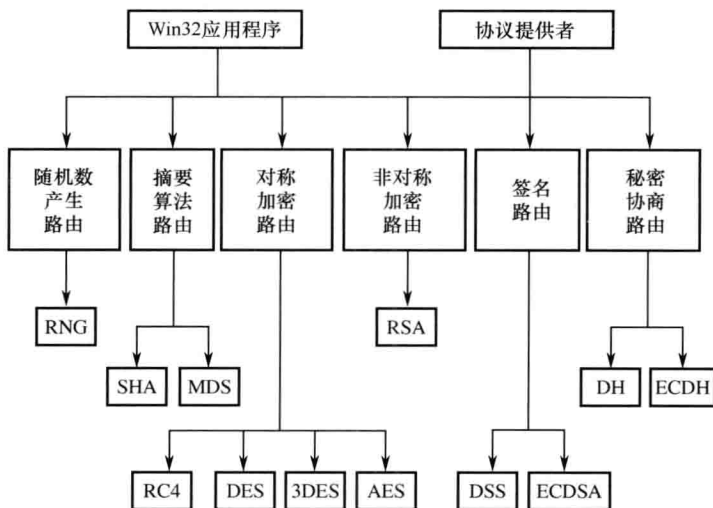 Win32应用程序
协议提供者
随机数
产生
路由
摘要
算法
路由
对称
加密
路由
非对称
加密
路由
签名
路由
秘密
协商
路由
RNG
RSA
SHA
MDS
DH
ECDH
RC4
DES
3DES
AES
DSS
ECDSA